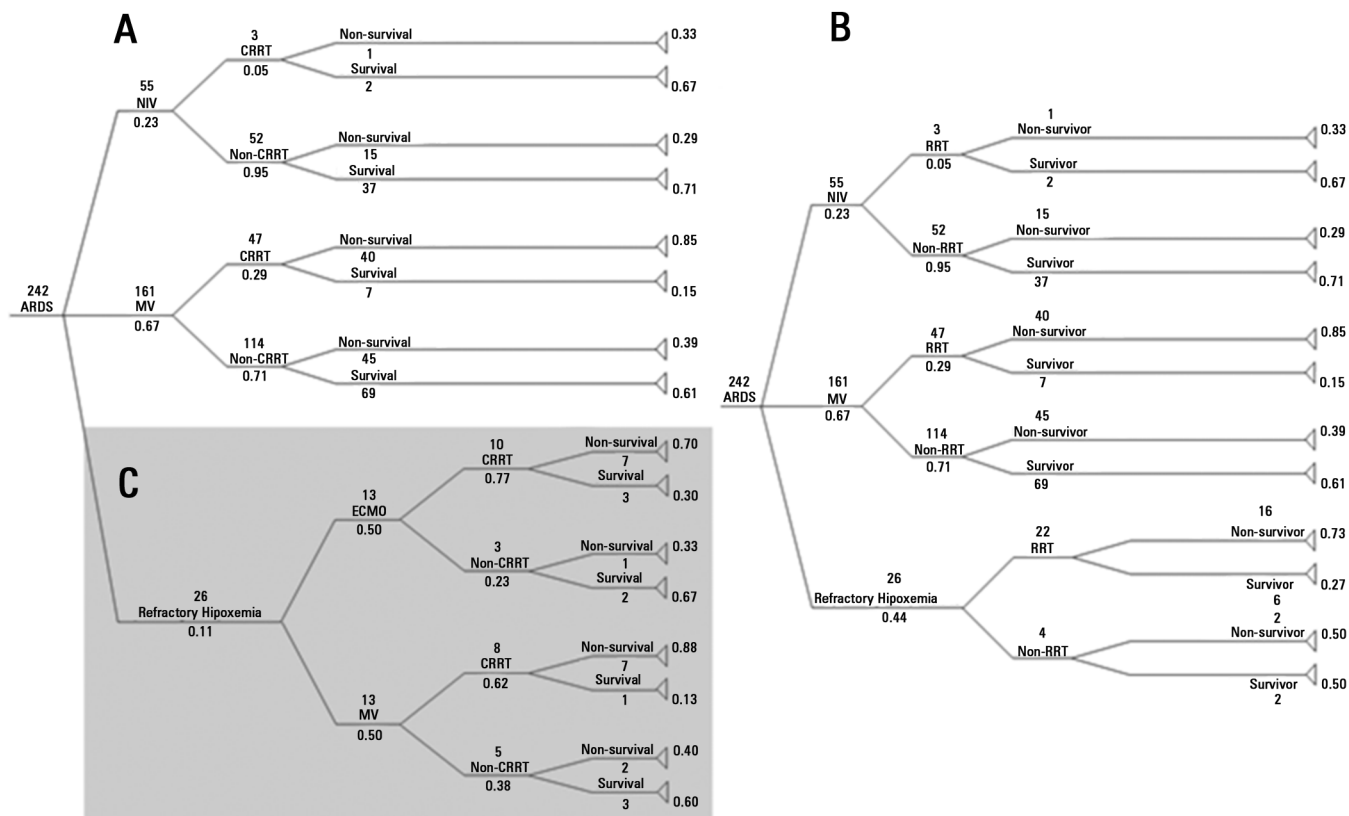 A
242
ARDS
55
NIV
0.23
3
CRRT
0.05
Non-survival
1
0.33
Survival
2
0.67
52
Non-CRRT
0.95
Non-survival
15
0.29
Survival
37
0.71
161
MV
0.67
47
CRRT
0.29
Non-survival
40
0.85
Survival
7
0.15
114
Non-CRRT
0.71
Non-survival
45
0.39
Survival
69
0.61
C
26
Refractory Hipoxemia
0.11
13
ECMO
0.50
10
CRRT
0.77
Non-survival
7
0.70
Survival
3
0.30
3
Non-CRRT
0.23
Non-survival
1
0.33
Survival
2
0.67
13
MV
0.50
8
CRRT
0.62
Non-survival
7
0.88
Survival
1
0.13
5
Non-CRRT
0.38
Non-survival
2
0.40
Survival
3
0.60
B
242
ARDS
55
NIV
0.23
3
RRT
0.05
1
Non-survivor
0.33
Survivor
2
0.67
52
Non-RRT
0.95
15
Non-survivor
0.29
Survivor
37
0.71
161
MV
0.67
47
RRT
0.29
40
Non-survivor
0.85
Survivor
7
0.15
114
Non-RRT
0.71
45
Non-survivor
0.39
Survivor
69
0.61
26
Refractory Hipoxemia
0.44
22
RRT
16
Non-survivor
0.73
0.27
Survivor
6
4
Non-RRT
2
Non-survivor
0.50
0.50
Survivor
2